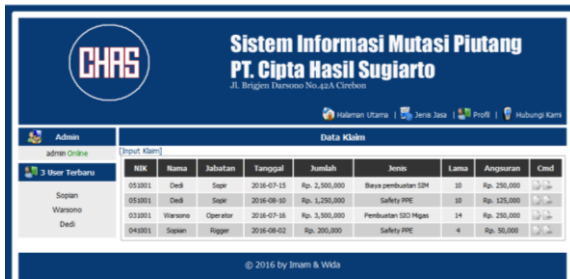 CHAS
Sistem Informasi Mutasi Piutang
PT. Cipta Hasil Sugiarto
Jl. Brigjen Darsono No.42A Cirebon
Halaman Utama | Jenis Jasa | Profil | Hubungi Kami
Admin
admin Online
3 User Terbaru
Sopian
Warsono
Dedi
Data Klaim
[Input Klaim]
NIK Nama Jabatan Tanggal Jumlah Jenis Lama Angsuran Cmd
051001 Dedi Sopir 2016-07-15 Rp. 2,500,000 Biaya pembuatan SIM 10 Rp. 250,000
051001 Dedi Sopir 2016-08-10 Rp. 1,250,000 Safety PPE 10 Rp. 125,000
031001 Warsono Operator 2016-07-16 Rp. 3,500,000 Pembuatan SIO Migas 14 Rp. 250,000
041001 Sopian Rigger 2016-08-02 Rp. 200,000 Safety PPE 4 Rp. 50,000
© 2016 by Imam & Wida